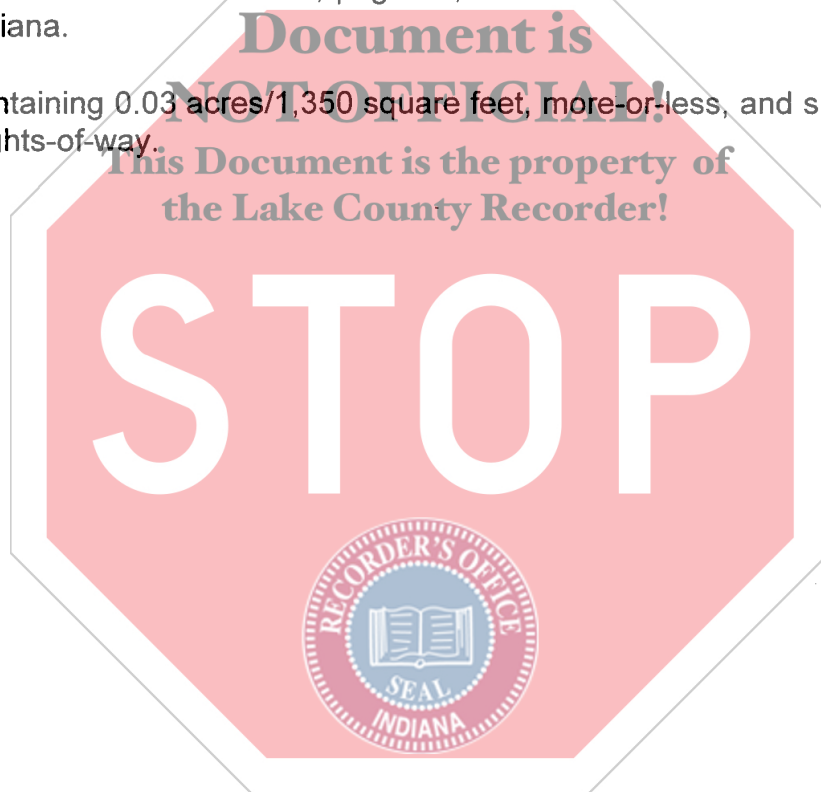 iana.
Document is
NOT OFFICIAL!
ntaining 0.03 acres/1,350 square feet, more-or-less, and s
ghts-of-way.
This Document is the property of
the Lake County Recorder!
STOP
RECORDER'S OFFICE
SEAL
INDIANA